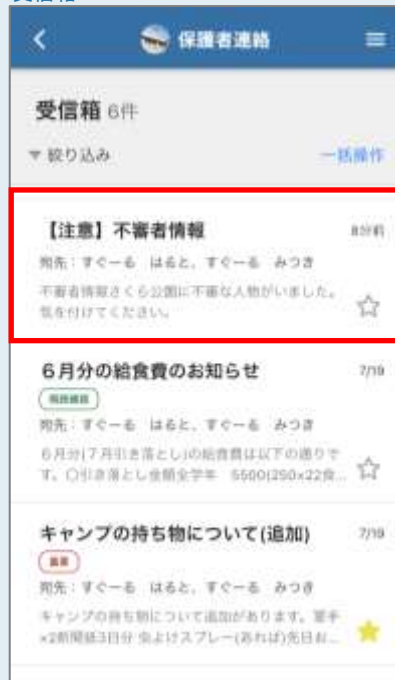 保護者連絡
受信箱 6件
▼絞り込み
一括操作
【注意】不審者情報
8分前
宛先：すぐーる はると、すぐーる みつき
不審者情報さくら公園に不審な人物がいました。
気を付けてください。
6月分の給食費のお知らせ
7/19
宛先：すぐーる はると、すぐーる みつき
6月分(7月引き落とし)の給食費は以下の通りで
す。〇引き落とし金額全学年 5500(250×22食...
キャンプの持ち物について(追加)
7/19
重要
宛先：すぐーる はると、すぐーる みつき
キャンプの持ち物について追加があります。軍手
×2新聞紙3日分 虫よけスプレー(あれば)先日お...